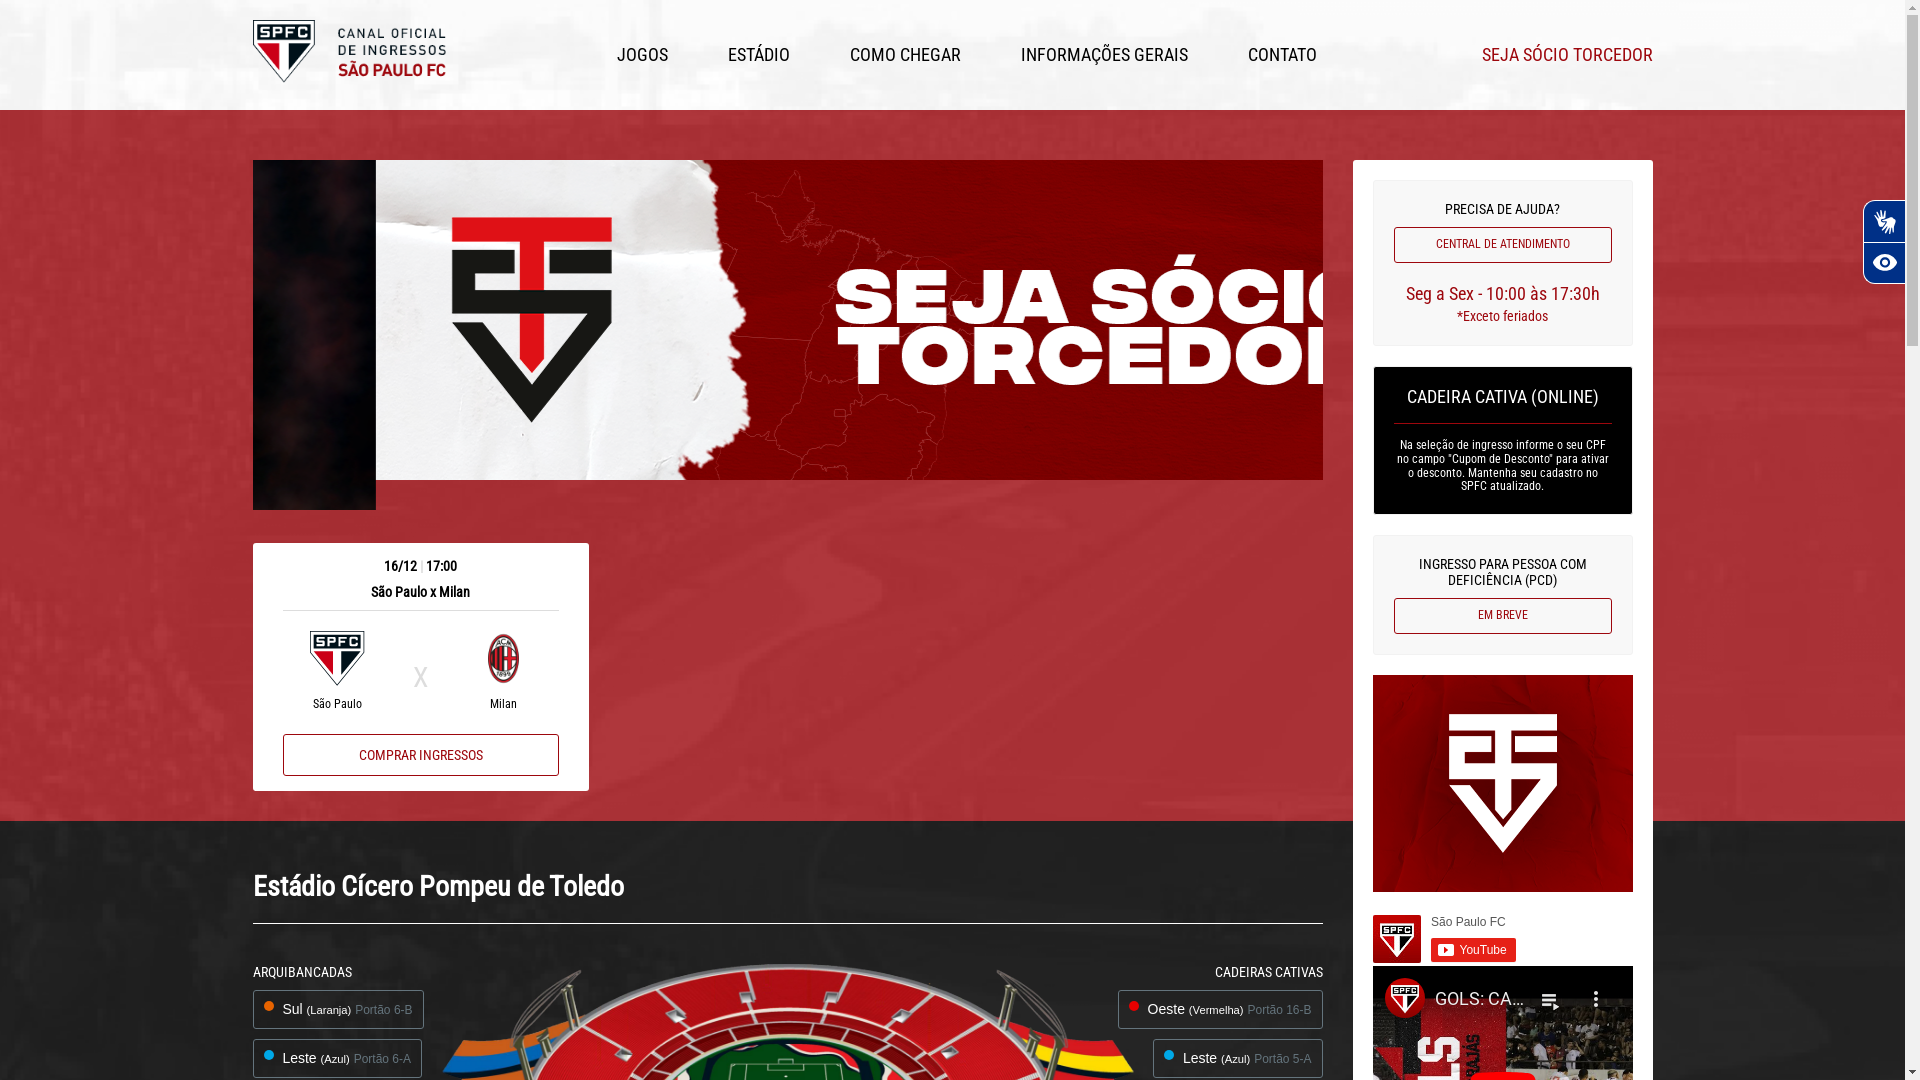 SPFC
CANAL OFICIAL
DE INGRESSOS
SÃO PAULO FC
JOGOS
ESTÁDIO
COMO CHEGAR
INFORMAÇÕES GERAIS
CONTATO
SEJA SÓCIO TORCEDOR
SEJA SÓCIO
TORCEDOR
PRECISA DE AJUDA?
CENTRAL DE ATENDIMENTO
Seg a Sex - 10:00 às 17:30h
*Exceto feriados
CADEIRA CATIVA (ONLINE)
Na seleção de ingresso informe o seu CPF
no campo "Cupom de Desconto" para ativar
o desconto. Mantenha seu cadastro no
SPFC atualizado.
INGRESSO PARA PESSOA COM
DEFICIÊNCIA (PCD)
EM BREVE
16/12 | 17:00
São Paulo x Milan
SPFC
X
São Paulo
Milan
COMPRAR INGRESSOS
Estádio Cícero Pompeu de Toledo
ARQUIBANCADAS
Sul (Laranja) Portão 6-B
Leste (Azul) Portão 6-A
CADEIRAS CATIVAS
Oeste (Vermelha) Portão 16-B
Leste (Azul) Portão 5-A
SPFC
São Paulo FC
YouTube
SPFC
GOLS: CA...